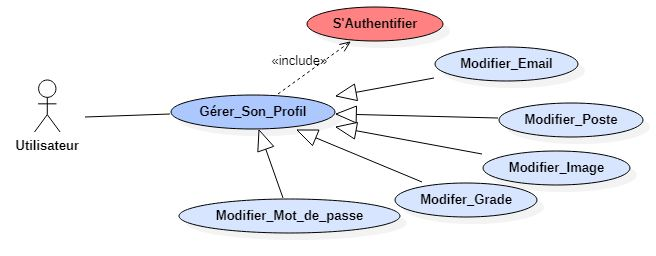 S'Authentifier
«include»
Modifier_Email
Gérer_Son_Profil
Modifier_Poste
Utilisateur
Modifier_Image
Modifer_Grade
Modifier_Mot_de_passe